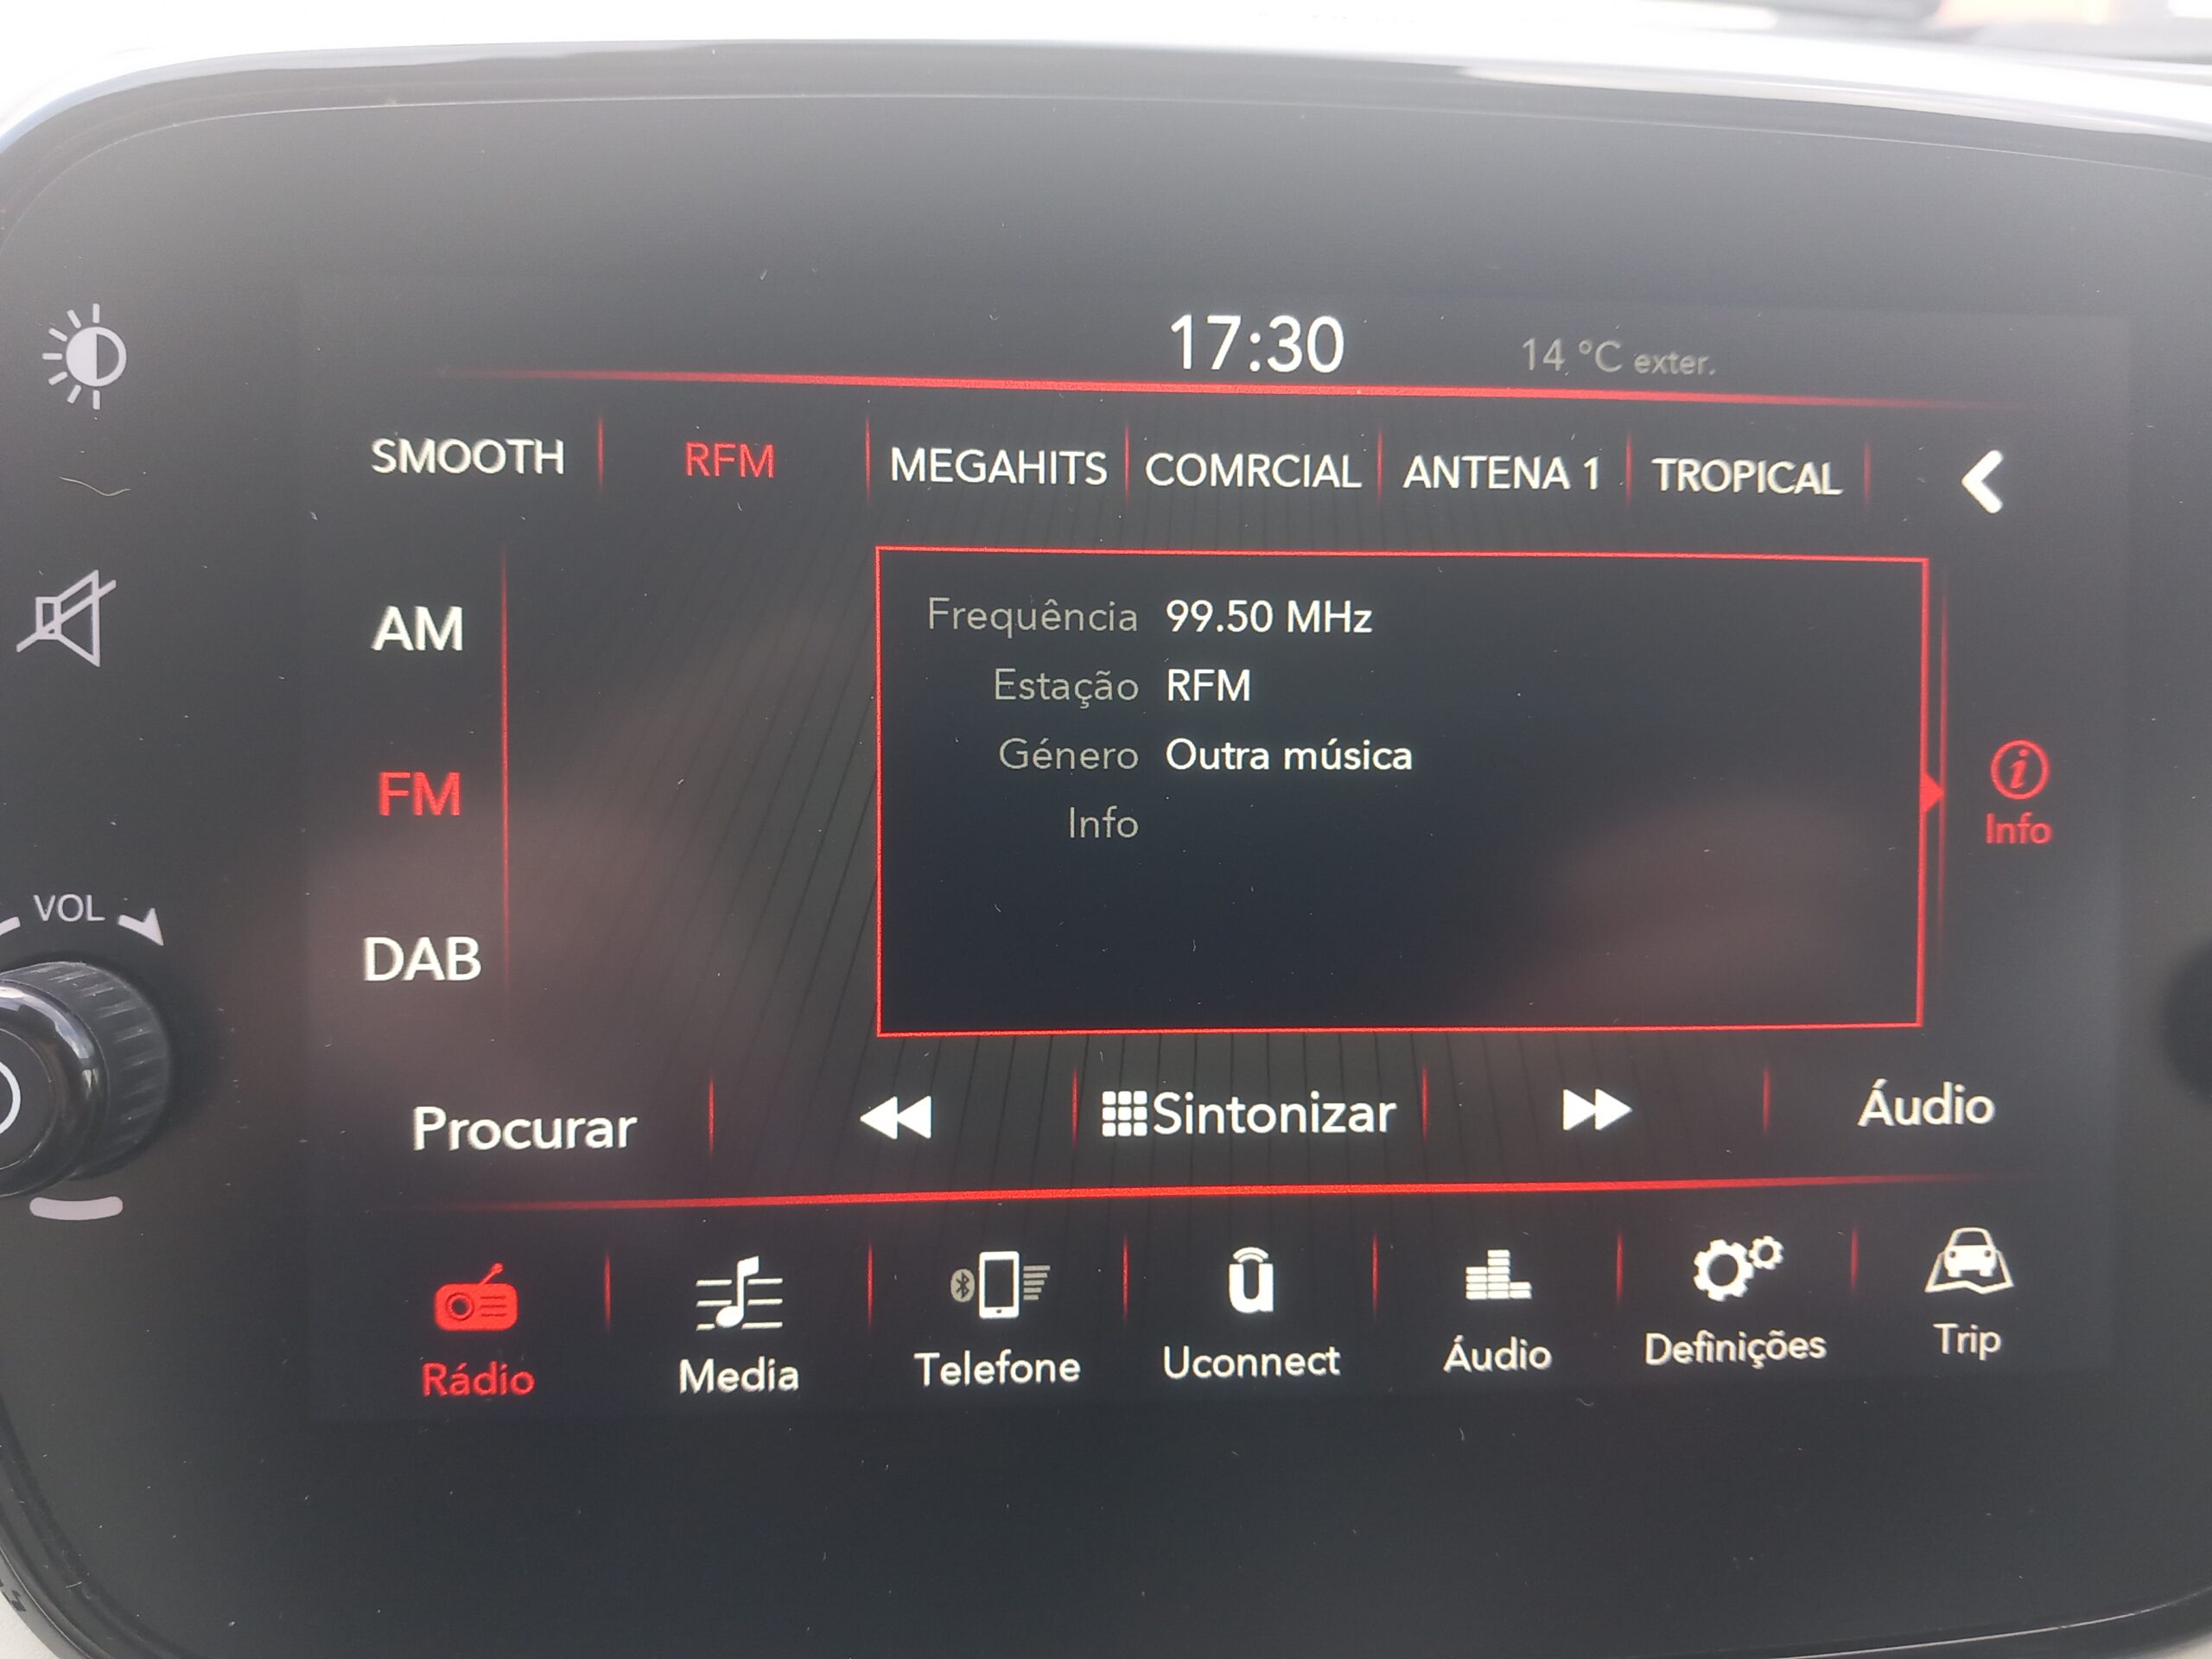 17:30
14 °C exter.
SMOOTH RFM MEGAHITS COMRCIAL ANTENA 1 TROPICAL
AM
FM
DAB
VOL
Frequência 99.50 MHz
Estação RFM
Género Outra música
Info
i
Info
Procurar Sintonizar Áudio
Rádio Media Telefone Uconnect Áudio Definições Trip